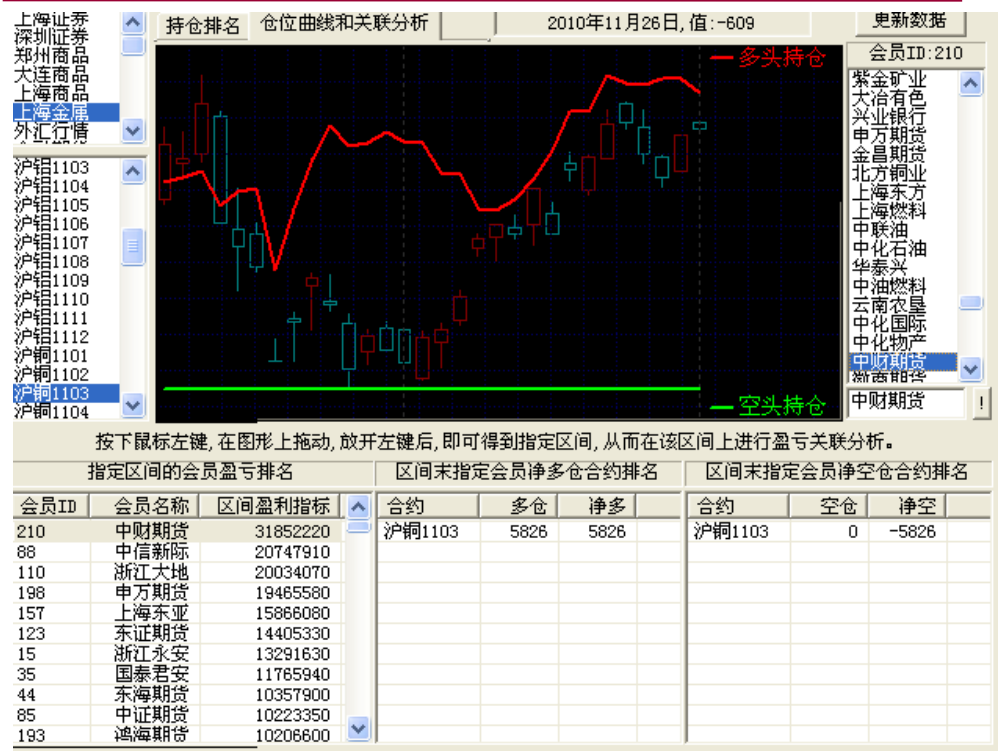 上海证券
深圳证券
郑州商品
大连商品
上海商品
上海金属
外汇行情
持仓排名 仓位曲线和关联分析 2010年11月26日,值:-609 更新数据
沪铝1103
沪铝1104
沪铝1105
沪铝1106
沪铝1107
沪铝1108
沪铝1109
沪铝1110
沪铝1111
沪铝1112
沪铜1101
沪铜1102
沪铜1103
沪铜1104
多头持仓
空头持仓
会员ID:210
紫金矿业
大冶有色
兴业银行
申万期货
金昌期货
北方铜业
上海东方
上海燃料
中联油
中化石油
华泰兴
中油燃料
云南农垦
中化国际
中化物产
中财期货
中财期货 !
按下鼠标左键,在图形上拖动,放开左键后,即可得到指定区间,从而在该区间上进行盈亏关联分析。
指定区间的会员盈亏排名 区间末指定会员净多仓合约排名 区间末指定会员净空仓合约排名
会员ID 会员名称 区间盈利指标 合约 多仓 净多 合约 空仓 净空
210 中财期货 31852220 沪铜1103 5826 5826 沪铜1103 0 -5826
88 中信新际 20747910
110 浙江大地 20034070
198 申万期货 19465580
157 上海东亚 15866080
123 东证期货 14405330
15 浙江永安 13291630
35 国泰君安 11765940
44 东海期货 10357900
85 中证期货 10223350
193 鸿海期货 10206600